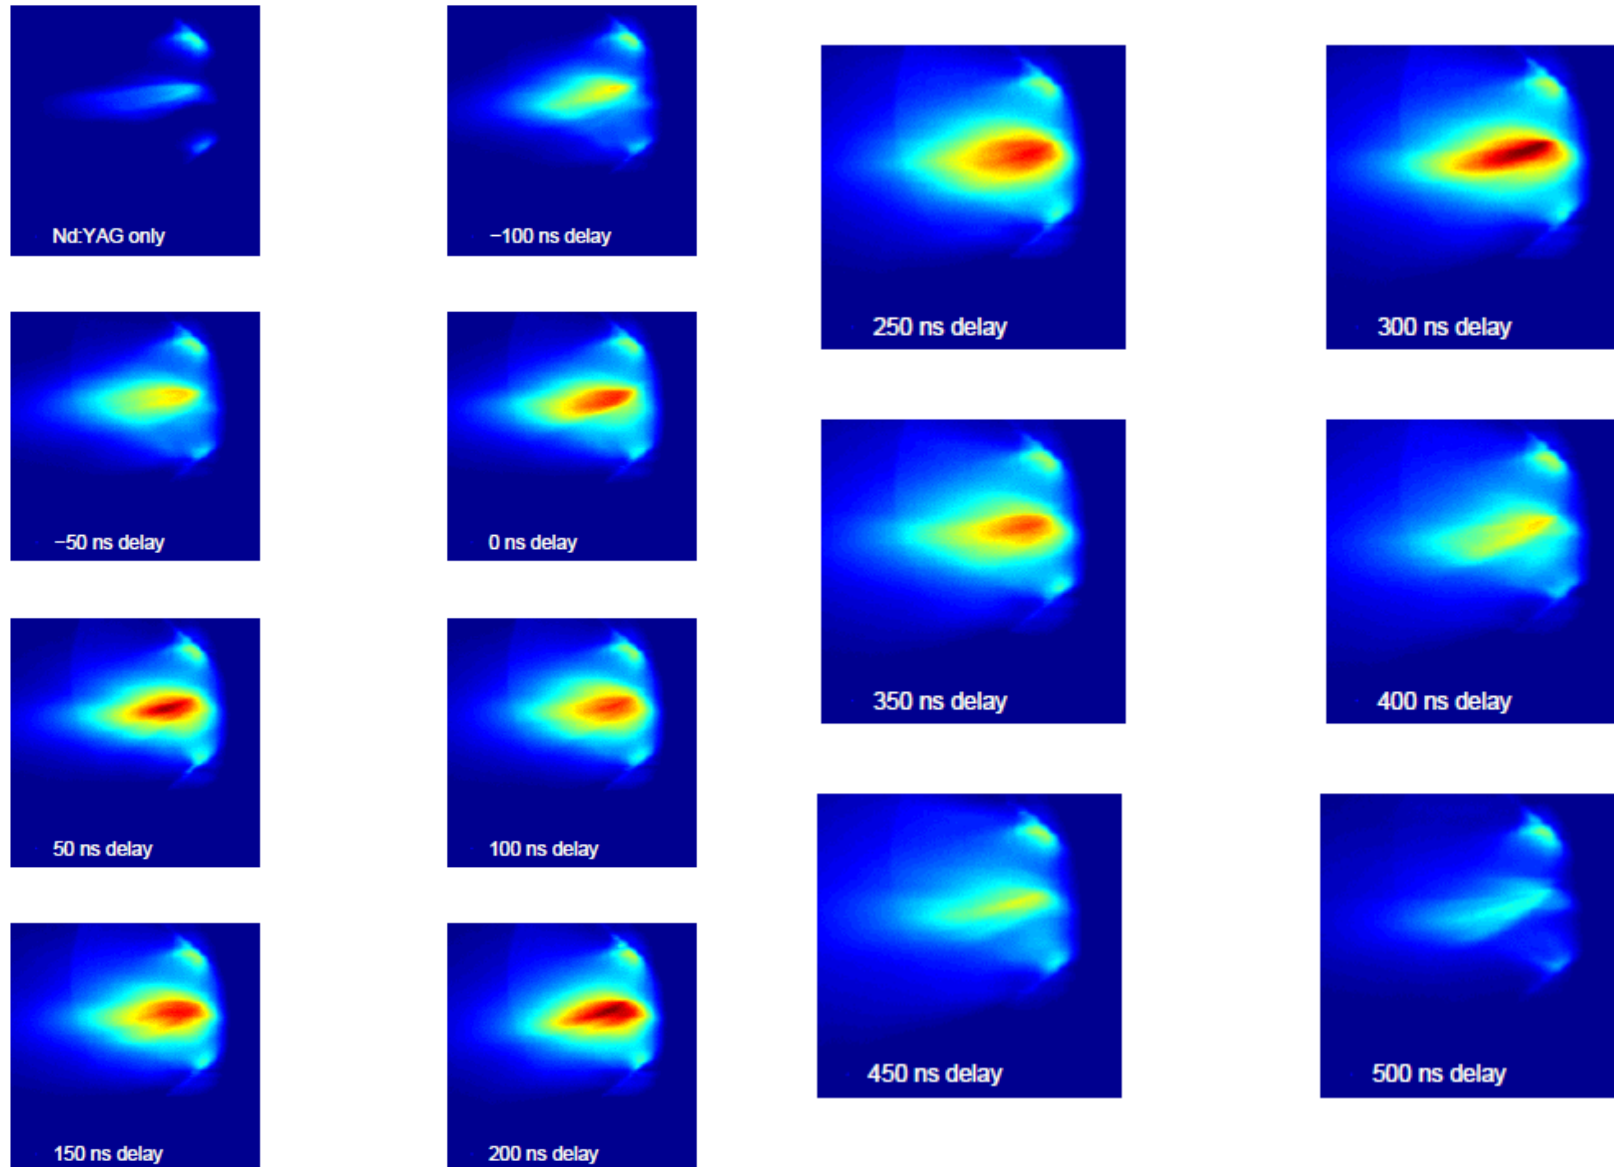 Nd:YAG only
−100 ns delay
−50 ns delay
0 ns delay
50 ns delay
100 ns delay
150 ns delay
200 ns delay
250 ns delay
300 ns delay
350 ns delay
400 ns delay
450 ns delay
500 ns delay